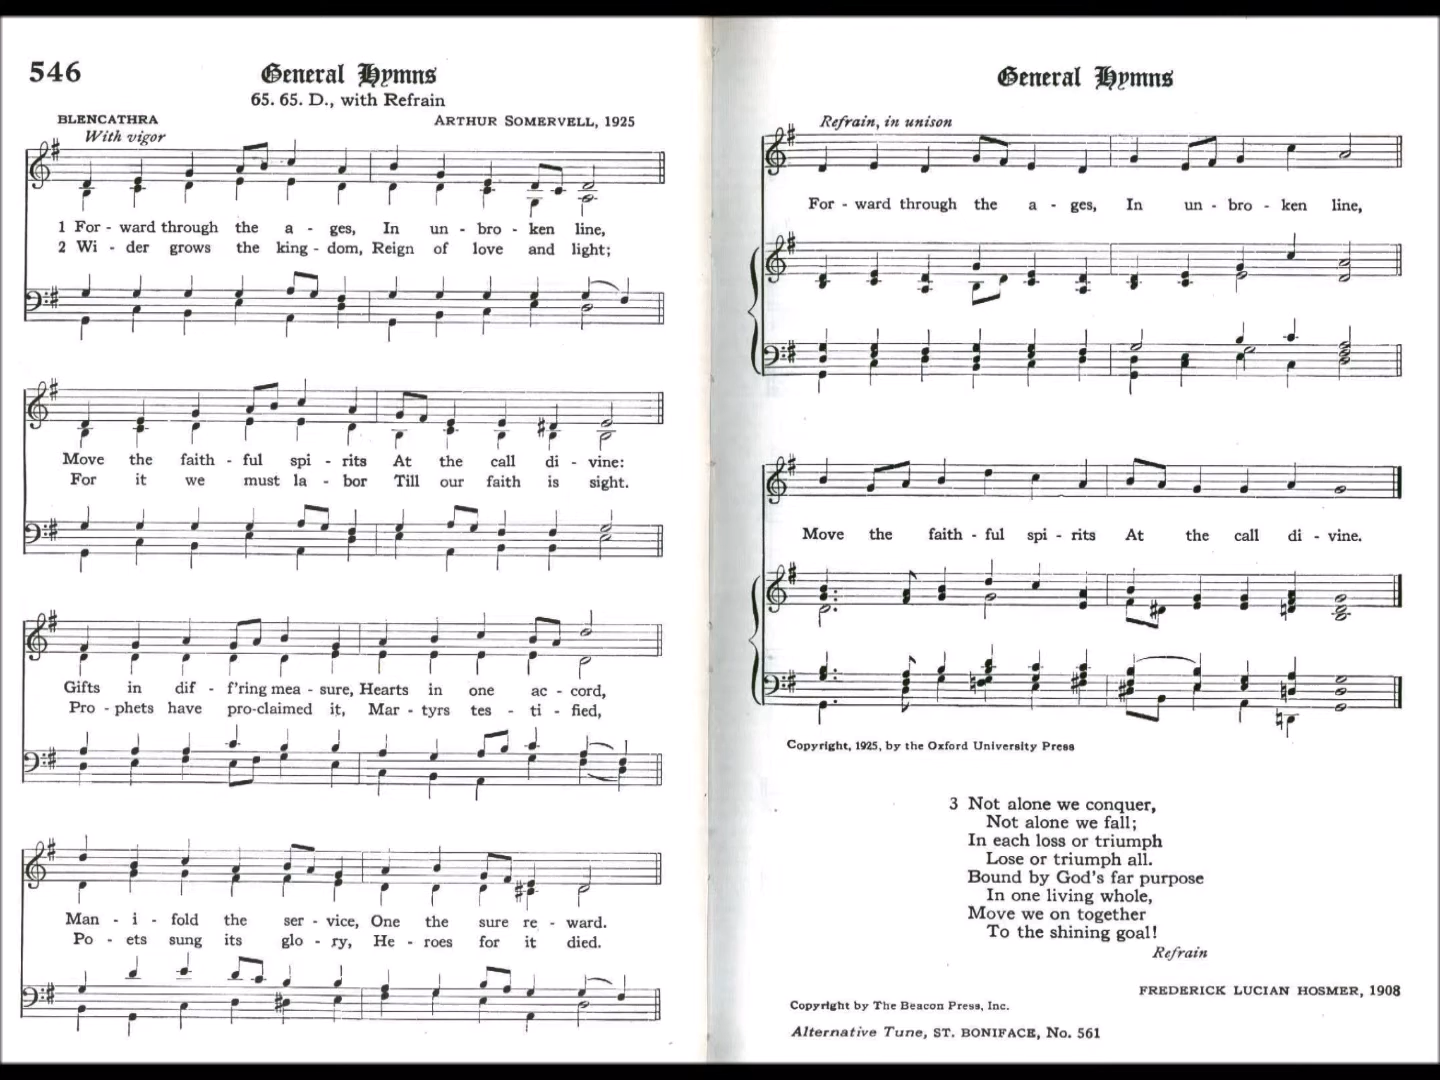 546
General Hymns
65. 65. D., with Refrain
BLENCATHRA
ARTHUR SOMERVELL, 1925
With vigor
1 For - ward through the a - ges, In un - bro - ken line,
2 Wi - der grows the king - dom, Reign of love and light;
Move the faith - ful spi - rits At the call di - vine:
For it we must la - bor Till our faith is sight.
Gifts in dif - f'ring mea - sure, Hearts in one ac - cord,
Pro - phets have pro-claimed it, Mar - tyrs tes - ti - fied,
Man - i - fold the ser - vice, One the sure re - ward.
Po - ets sung its glo - ry, He - roes for it died.
General Hymns
Refrain, in unison
For - ward through the a - ges, In un - bro - ken line,
Move the faith - ful spi - rits At the call di - vine.
Copyright, 1925, by the Oxford University Press
3 Not alone we conquer,
Not alone we fall;
In each loss or triumph
Lose or triumph all.
Bound by God's far purpose
In one living whole,
Move we on together
To the shining goal!
Refrain
FREDERICK LUCIAN HOSMER, 1908
Copyright by The Beacon Press, Inc.
Alternative Tune, ST. BONIFACE, No. 561